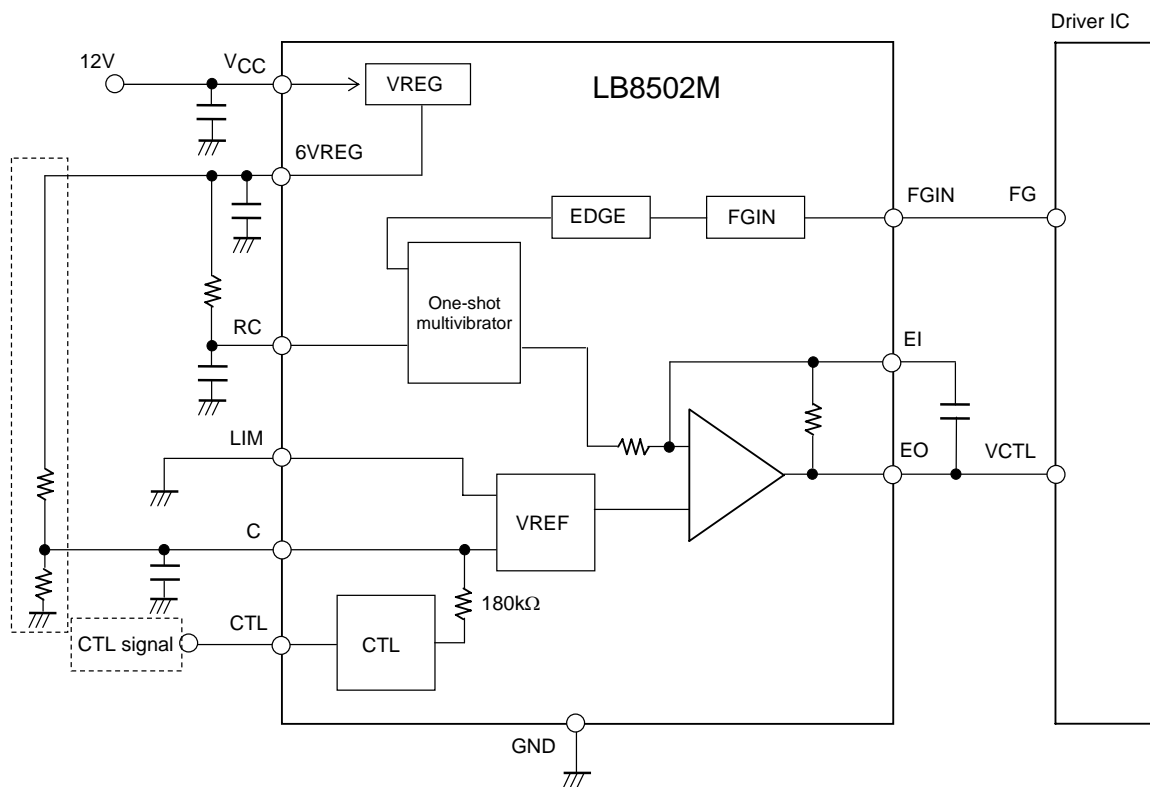 Driver IC
12V
VCC
VREG
LB8502M
6VREG
EDGE
FGIN
FGIN
FG
One-shot
multivibrator
RC
EI
LIM
EO
VCTL
VREF
C
180kΩ
CTL signal
CTL
CTL
GND